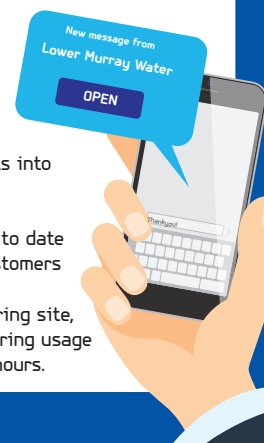 New message from
Lower Murray Water
OPEN
s into
to date
stomers
ring site,
ring usage
hours.
Thankyou!